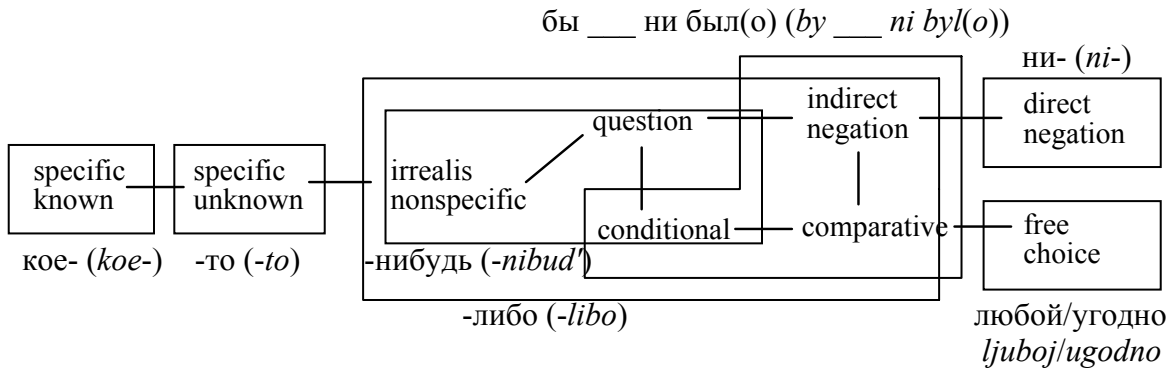 бы ___ ни был(о) (by ___ ni byl(o))
ни- (ni-)
specific
known
specific
unknown
irrealis
nonspecific
question
conditional
indirect
negation
comparative
direct
negation
free
choice
кое- (koe-)
-то (-to)
-нибудь (-nibud')
-либо (-libo)
любой/угодно
ljuboj/ugodno